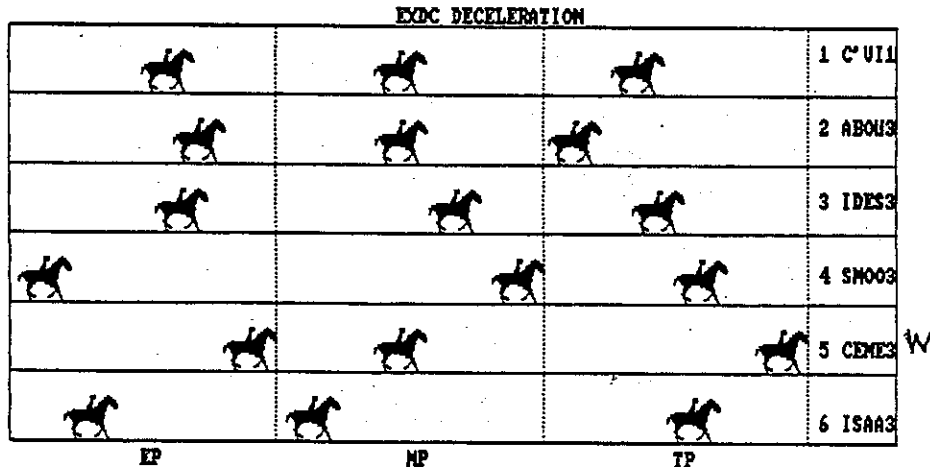 EXDC DECELERATION
1 C'VI1
2 ABOU3
3 IDES3
4 SMOO3
5 CEME3 W
6 ISAA3
EP MP TP